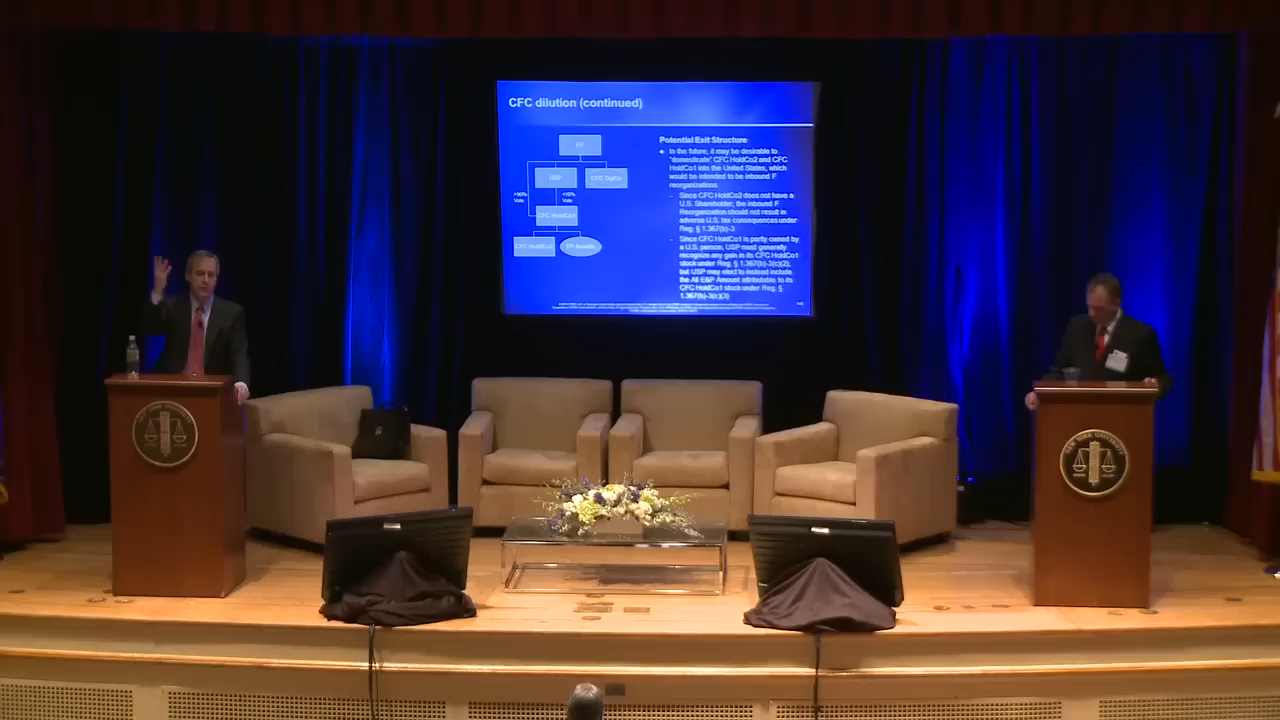 CFC dilution (continued)
FP
USP
CFC OpCo
>90%
Vote
<10%
Vote
CFC HoldCo1
CFC HoldCo2
FP Assets
Potential Exit Structure
In the future, it may be desirable to
"domesticate" CFC HoldCo2 and CFC
HoldCo1 into the United States, which
would be intended to be inbound F
reorganizations.
- Since CFC HoldCo2 does not have a
U.S. Shareholder, the inbound F
Reorganization should not result in
adverse U.S. tax consequences under
Reg. § 1.367(b)-3
- Since CFC HoldCo1 is partly owned by
a U.S. person, USP must generally
recognize any gain in its CFC HoldCo1
stock under Reg. § 1.367(b)-3(c)(2),
but USP may elect to instead include
the All E&P Amount attributable to its
CFC HoldCo1 stock under Reg. §
1.367(b)-3(c)(3)
NEW YORK UNIVERSITY
NEW YORK UNIVERSITY